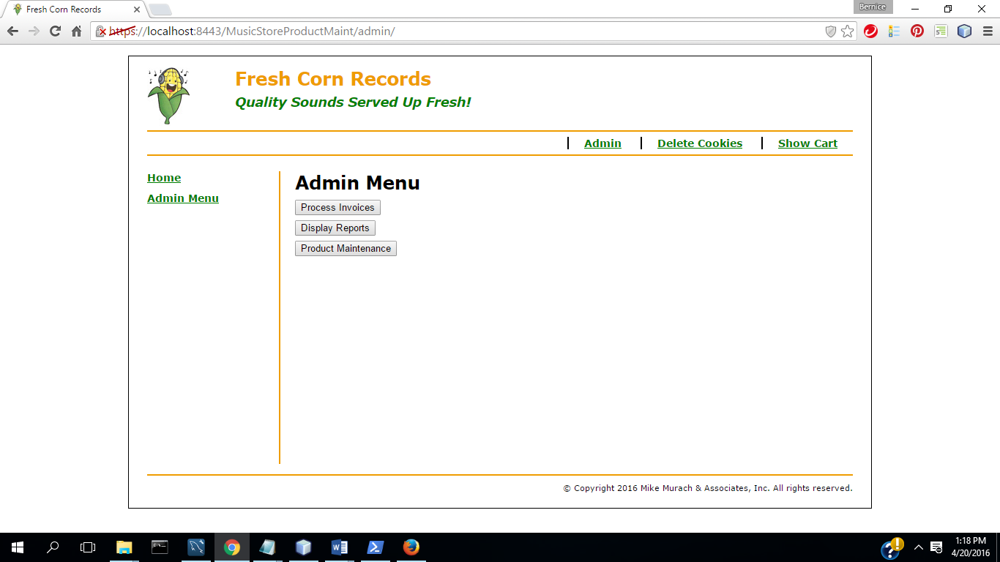 Fresh Corn Records
Bernice
https://localhost:8443/MusicStoreProductMaint/admin/
Fresh Corn Records
Quality Sounds Served Up Fresh!
Admin
Delete Cookies
Show Cart
Home
Admin Menu
Admin Menu
Process Invoices
Display Reports
Product Maintenance
© Copyright 2016 Mike Murach & Associates, Inc. All rights reserved.
1:18 PM
4/20/2016